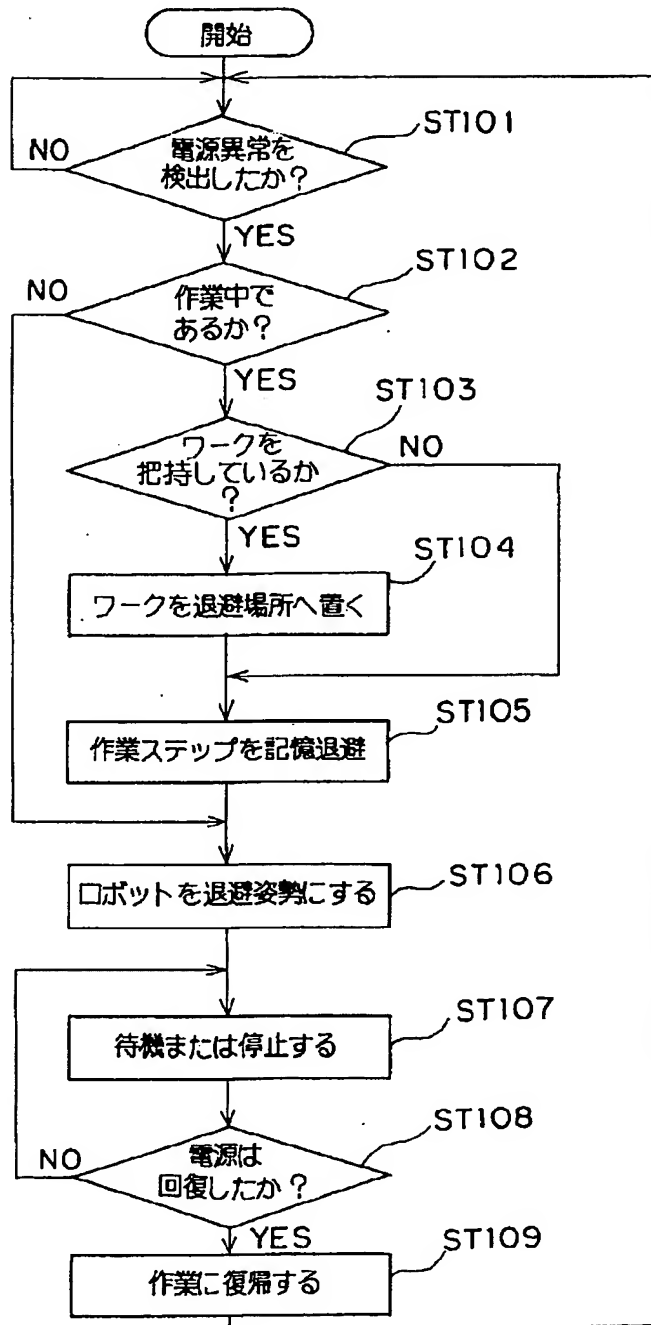 開始
ST101
電源異常を
検出したか？
NO
YES
ST102
NO
作業中で
あるか？
YES
ST103
ワークを
把持しているか
？
NO
YES
ST104
ワークを退避場所へ置く
ST105
作業ステップを記憶退避
ST106
ロボットを退避姿勢にする
ST107
待機または停止する
ST108
電源は
回復したか？
NO
YES
ST109
作業に復帰する